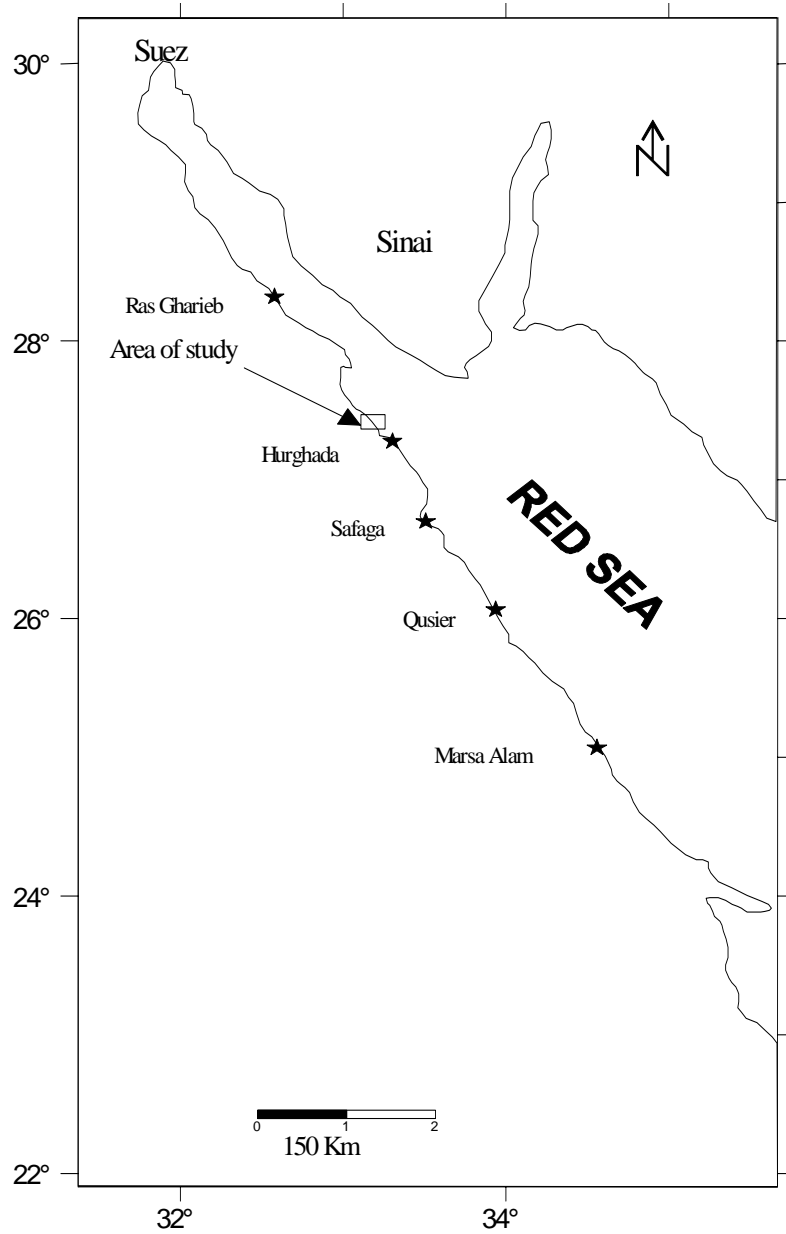 Suez
30°
N
Sinai
Ras Gharieb
28°
Area of study
Hurghada
RED SEA
Safaga
26°
Qusier
Marsa Alam
24°
0 1 2
150 Km
22°
32° 34°